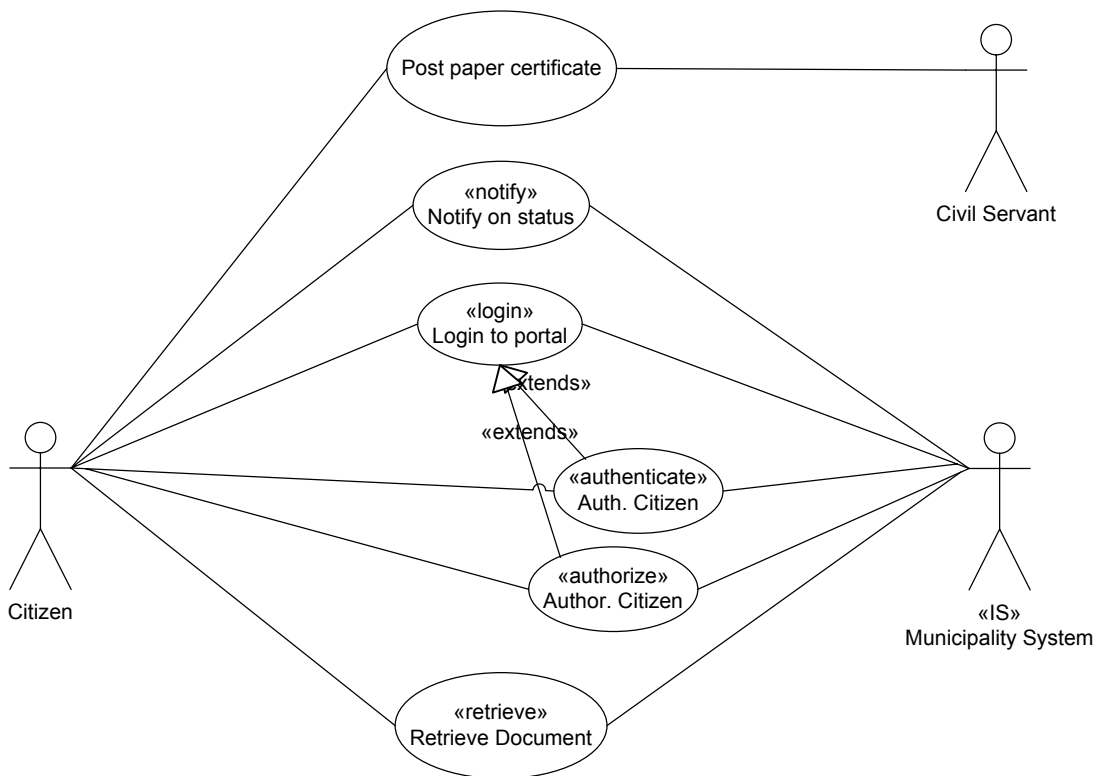 Post paper certificate
Civil Servant
«notify»
Notify on status
«login»
Login to portal
«extends»
«extends»
«authenticate»
Auth. Citizen
«authorize»
Author. Citizen
Citizen
«IS»
Municipality System
«retrieve»
Retrieve Document